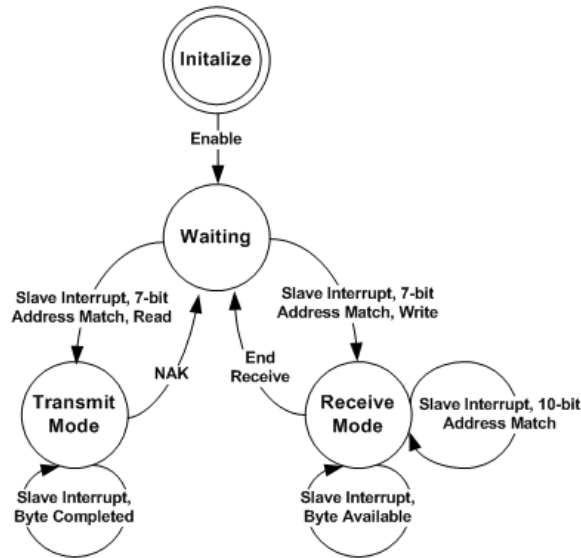 Initalize
Enable
Waiting
Slave Interrupt, 7-bit
Address Match, Read
Slave Interrupt, 7-bit
Address Match, Write
NAK
End
Receive
Transmit
Mode
Receive
Mode
Slave Interrupt, 10-bit
Address Match
Slave Interrupt,
Byte Completed
Slave Interrupt,
Byte Available